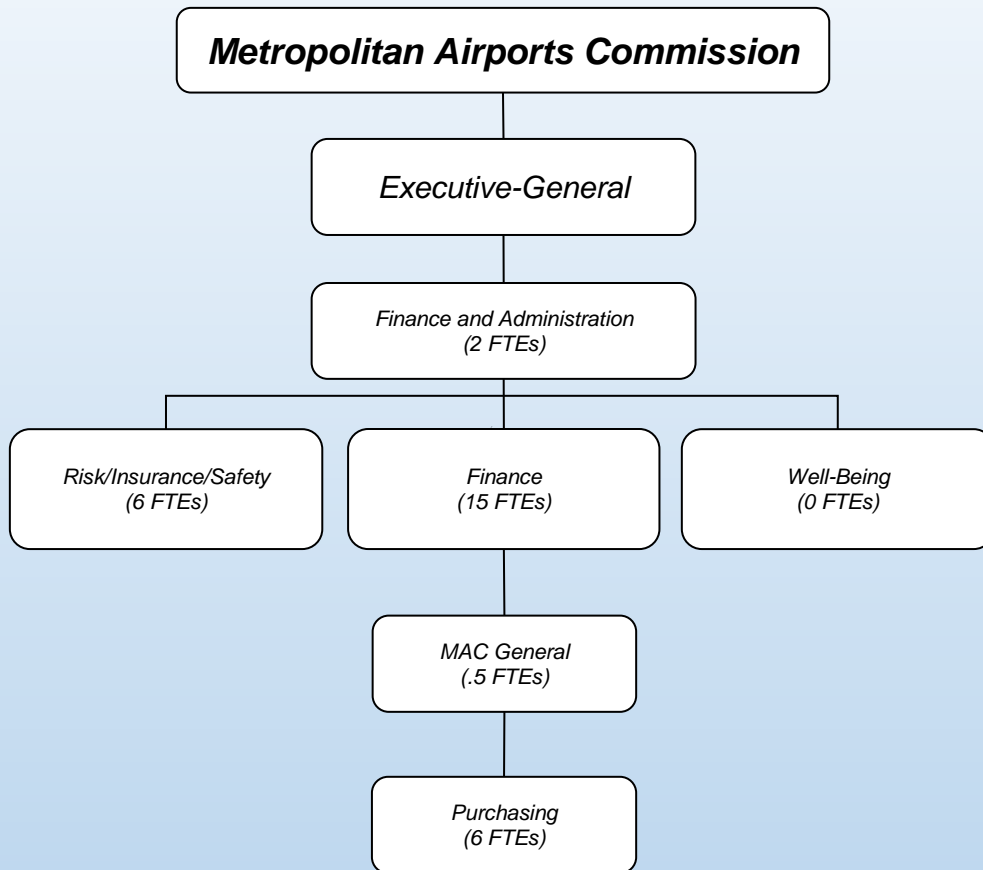 Metropolitan Airports Commission
Executive-General
Finance and Administration
(2 FTEs)
Risk/Insurance/Safety
(6 FTEs)
Finance
(15 FTEs)
Well-Being
(0 FTEs)
MAC General
(.5 FTEs)
Purchasing
(6 FTEs)